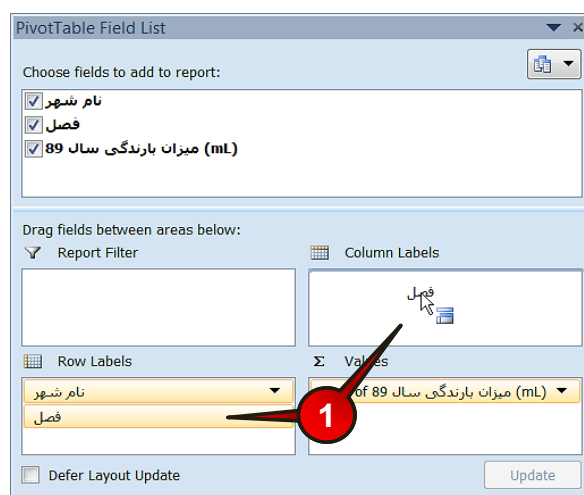 PivotTable Field List
Choose fields to add to report:
نام شهر
فصل
میزان بارندگی سال 89 (mL)
Drag fields between areas below:
Report Filter
Column Labels
فصل
Row Labels
Σ Values
نام شهر
of میزان بارندگی سال 89 (mL)
فصل
1
Defer Layout Update
Update